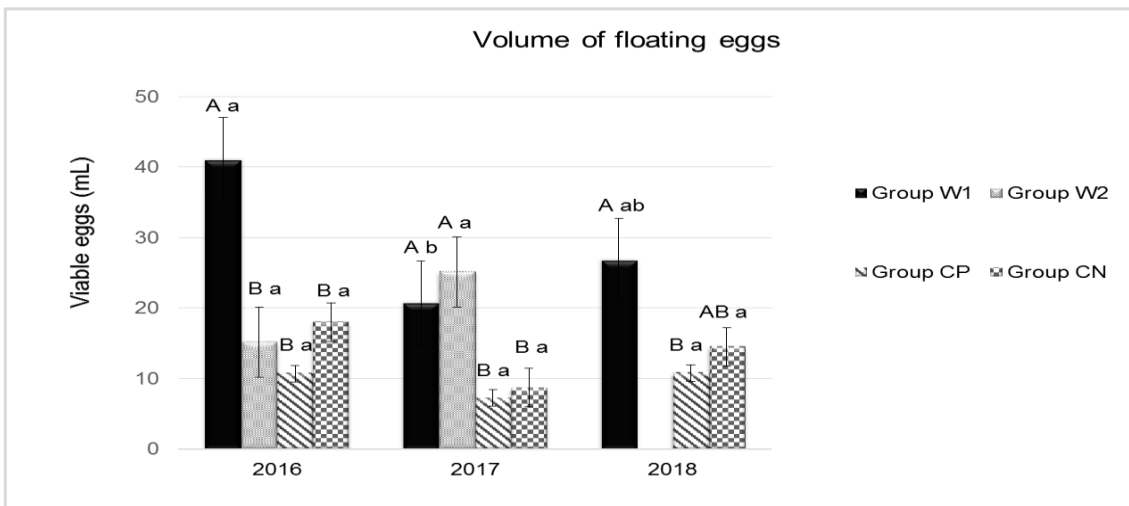 Volume of floating eggs
Viable eggs (mL)
50
40
30
20
10
0
A a
B a
B a
B a
A b
A a
B a
B a
A ab
B a
AB a
2016
2017
2018
Group W1
Group W2
Group CP
Group CN